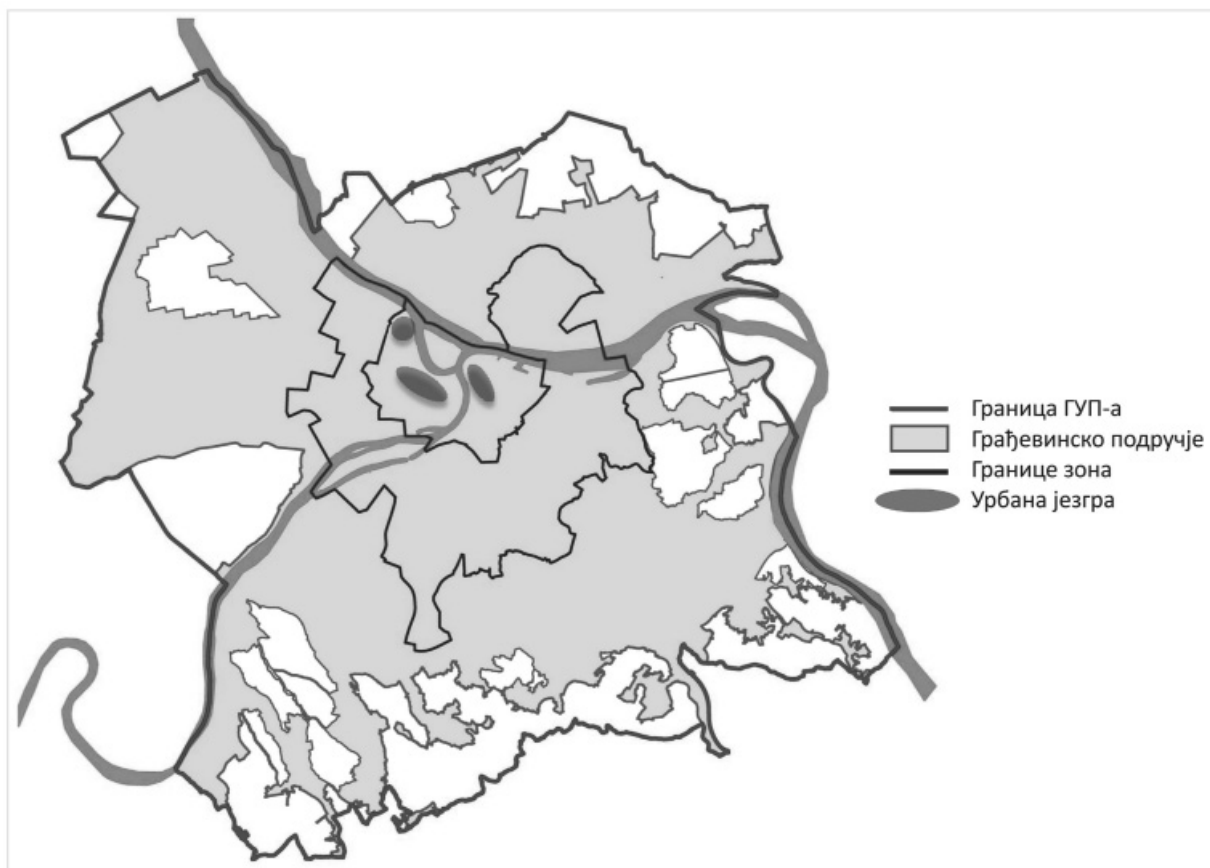 Граница ГУП-а
Грађевинско подручје
Границе зона
Урбана језгра